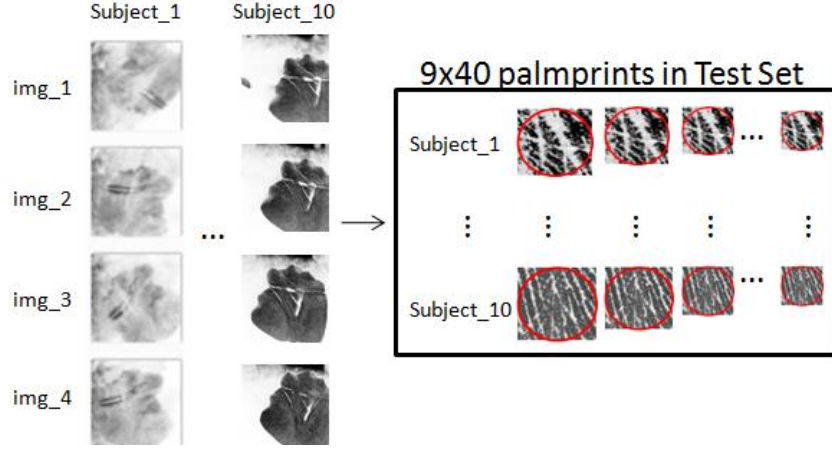 Subject_1
Subject_10
img_1
img_2
img_3
img_4
...
9x40 palmprints in Test Set
Subject_1
...
Subject_10
...